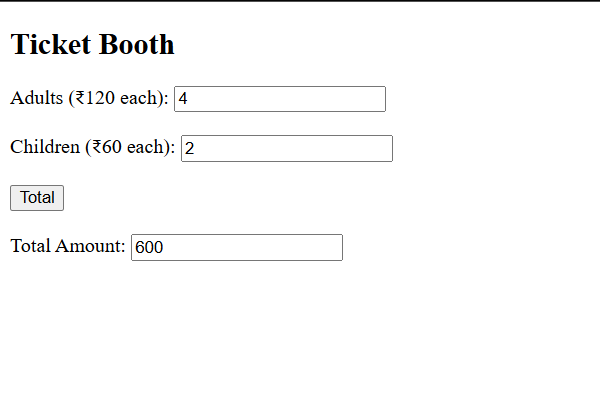 Ticket Booth
Adults (₹120 each): 4
Children (₹60 each): 2
Total
Total Amount: 600